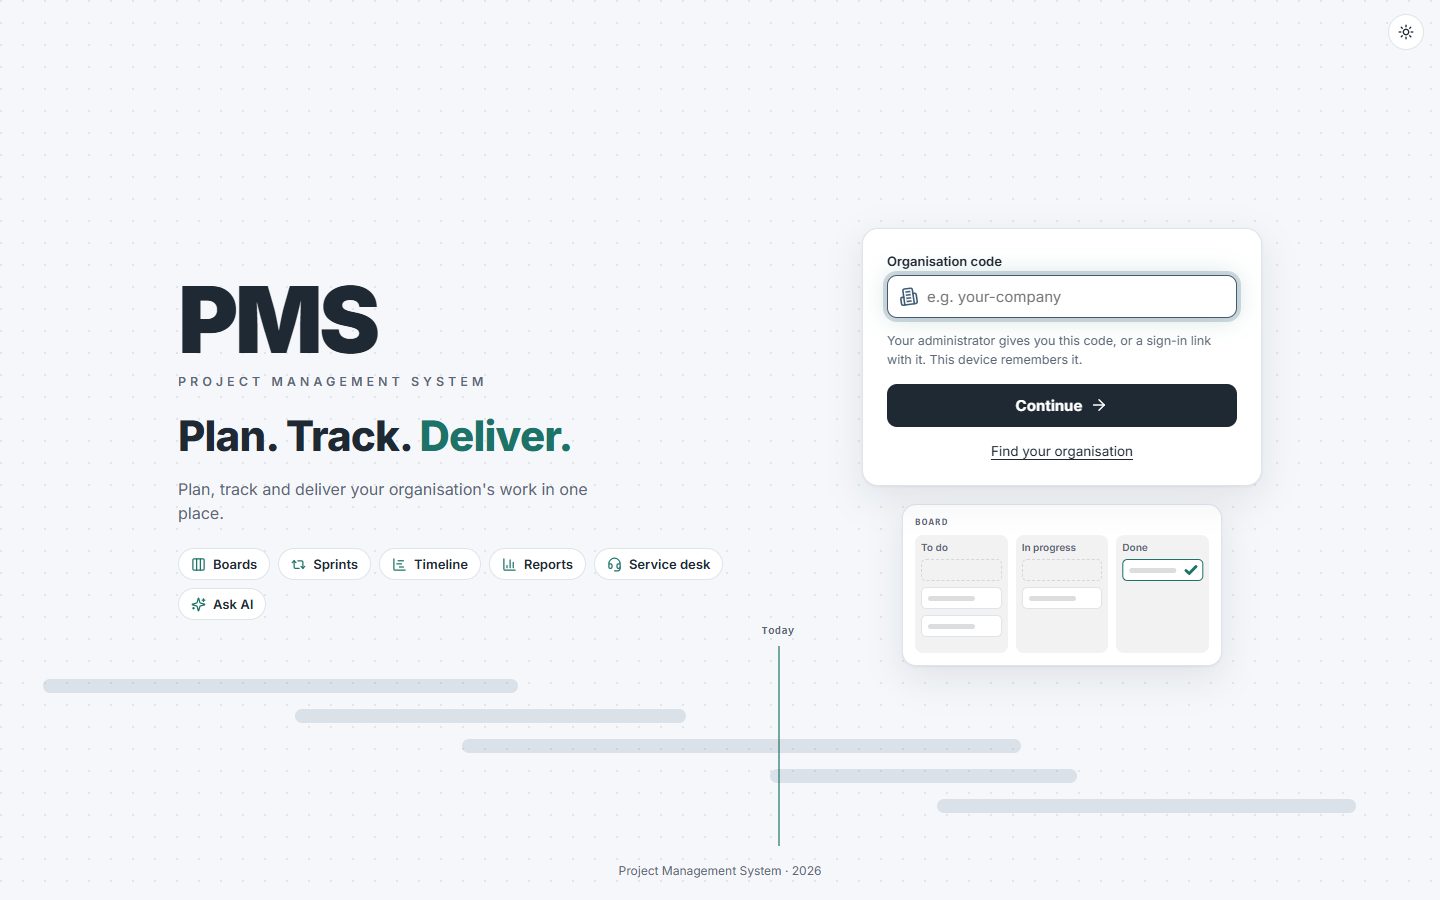 PMS
PROJECT MANAGEMENT SYSTEM
Plan. Track. Deliver.
Plan, track and deliver your organisation's work in one
place.
Boards
Sprints
Timeline
Reports
Service desk
Ask AI
Organisation code
e.g. your-company
Your administrator gives you this code, or a sign-in link
with it. This device remembers it.
Continue
Find your organisation
BOARD
To do
In progress
Done
Today
Project Management System · 2026